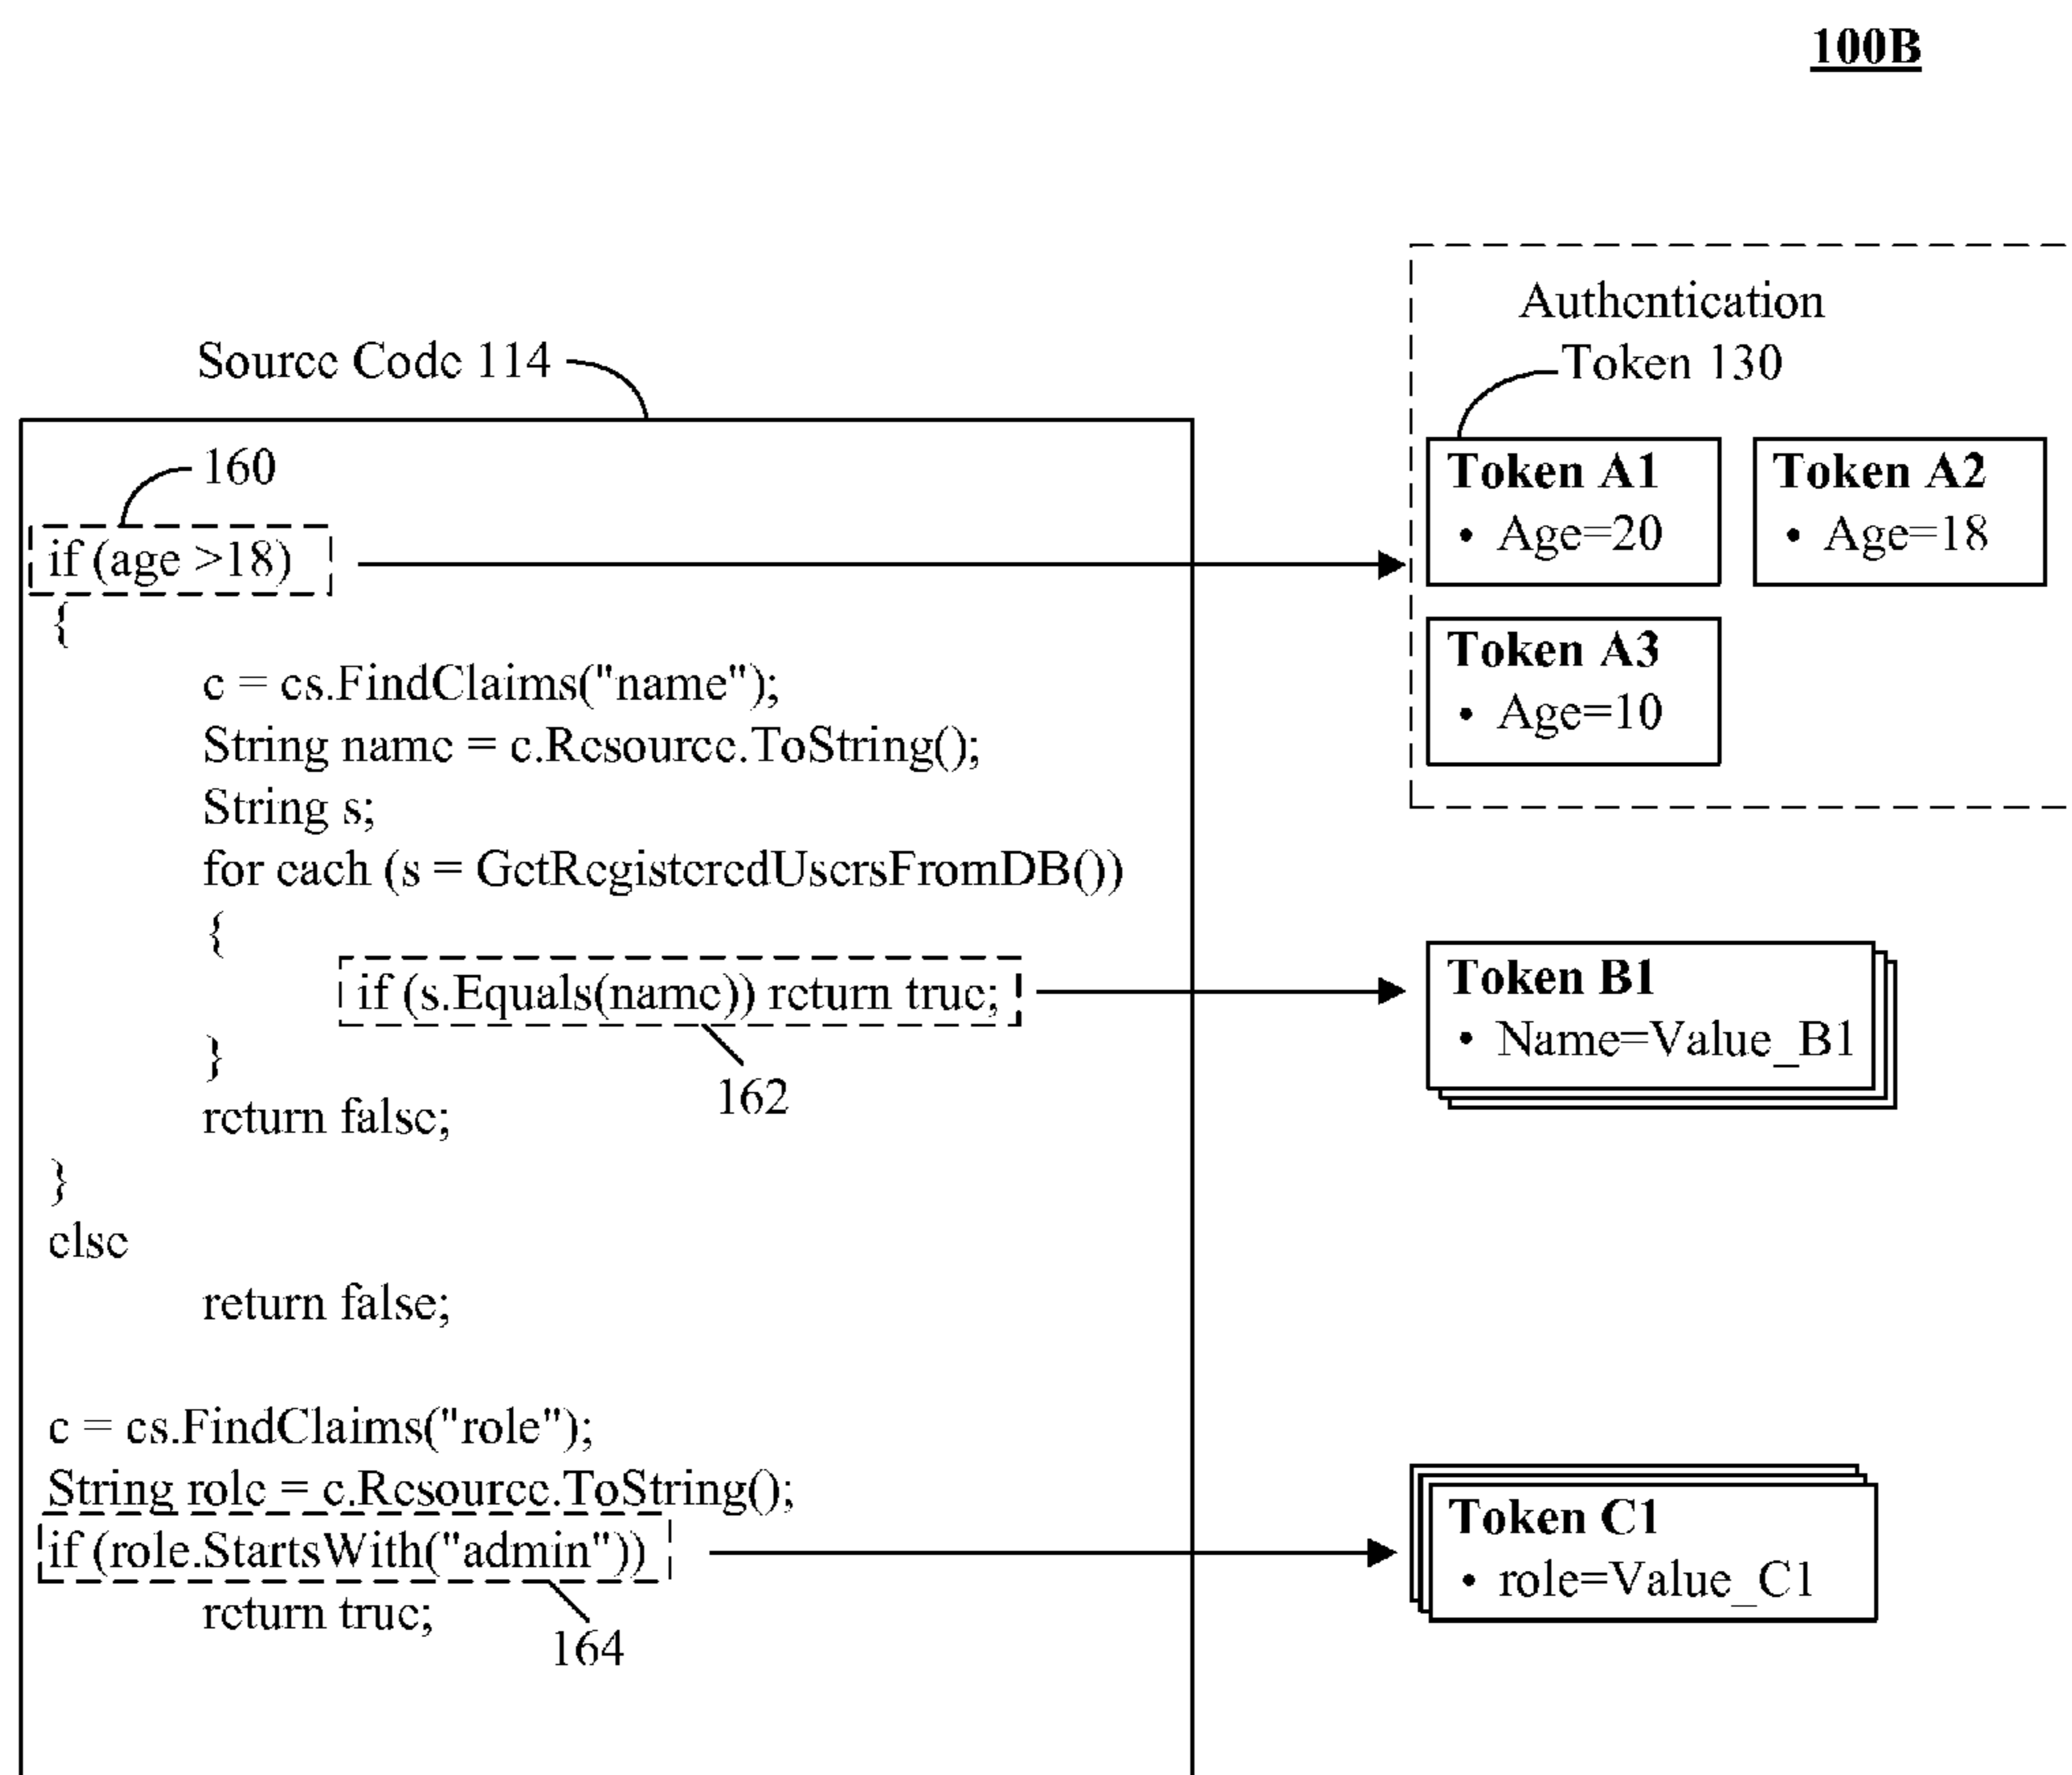 100B
Authentication
Token 130
Source Code 114
160
Token A1
• Age=20
Token A2
• Age=18
if (age >18)
{
Token A3
• Age=10
c = cs.FindClaims("name");
String name = c.Resource.ToString();
String s;
for each (s = GetRegisteredUsersFromDB())
{
if (s.Equals(name)) return true;
Token B1
• Name=Value_B1
}
162
return false;
}
else
return false;
c = cs.FindClaims("role");
String role = c.Resource.ToString();
if (role.StartsWith("admin"))
Token C1
• role=Value_C1
return true;
164